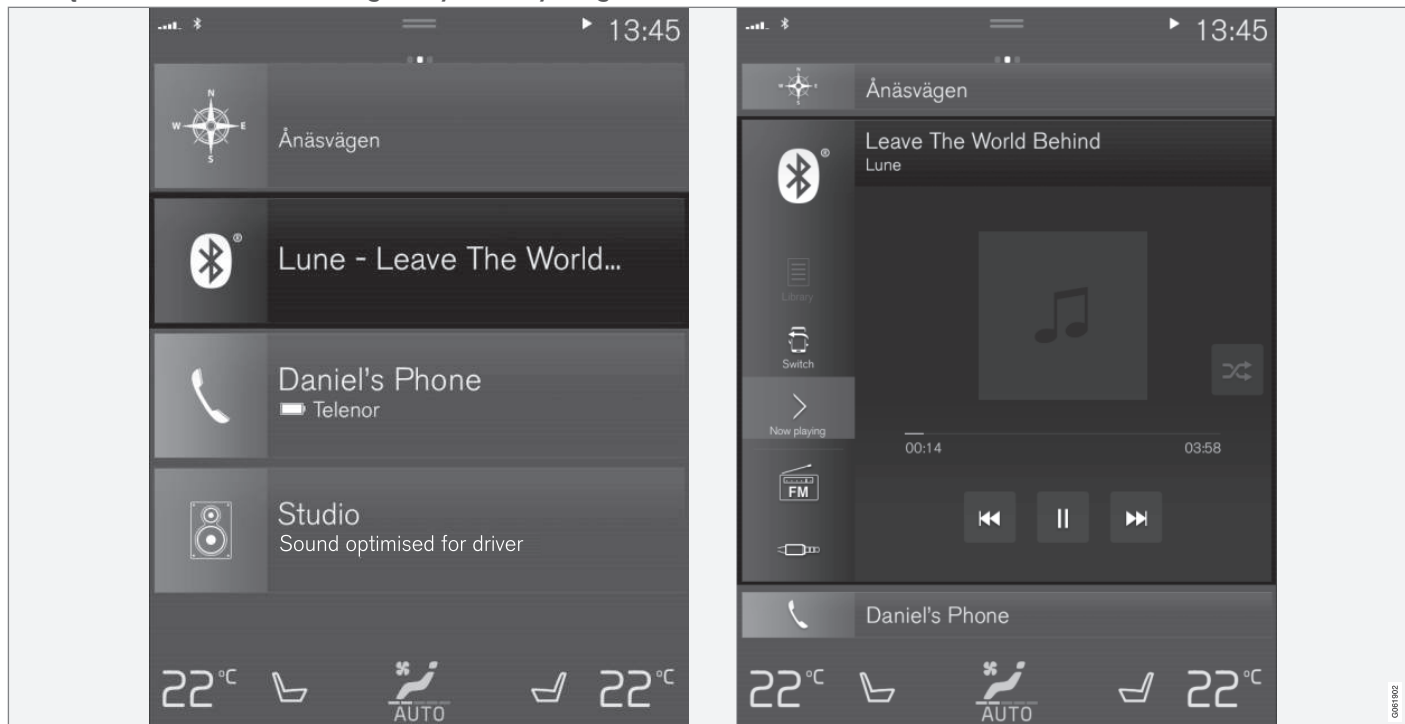 13:45
N
W E
S
Ånäsvägen
®
Lune - Leave The World...
Daniel's Phone
Telenor
Studio
Sound optimised for driver
22°C
AUTO
22°C
13:45
N
W E
S
Ånäsvägen
®
Leave The World Behind
Lune
Library
Switch
Now playing
00:14
03:58
FM
Daniel's Phone
22°C
AUTO
22°C
G061902